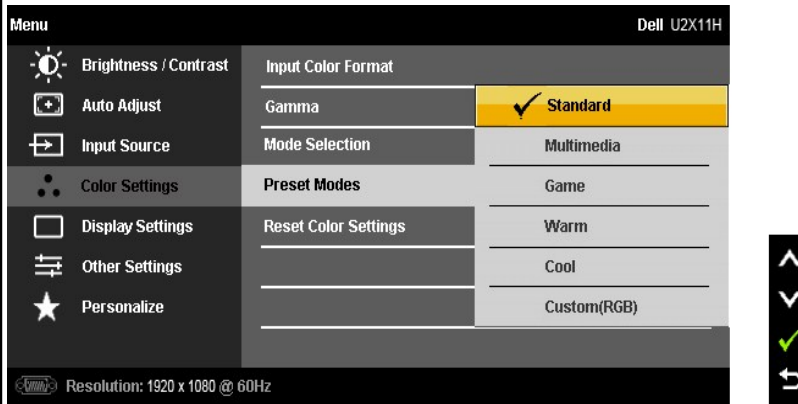 Menu
Dell U2X11H
Brightness / Contrast
Auto Adjust
Input Source
Color Settings
Display Settings
Other Settings
Personalize
Input Color Format
Gamma
Mode Selection
Preset Modes
Reset Color Settings
Standard
Multimedia
Game
Warm
Cool
Custom(RGB)
Resolution: 1920 x 1080 @ 60Hz